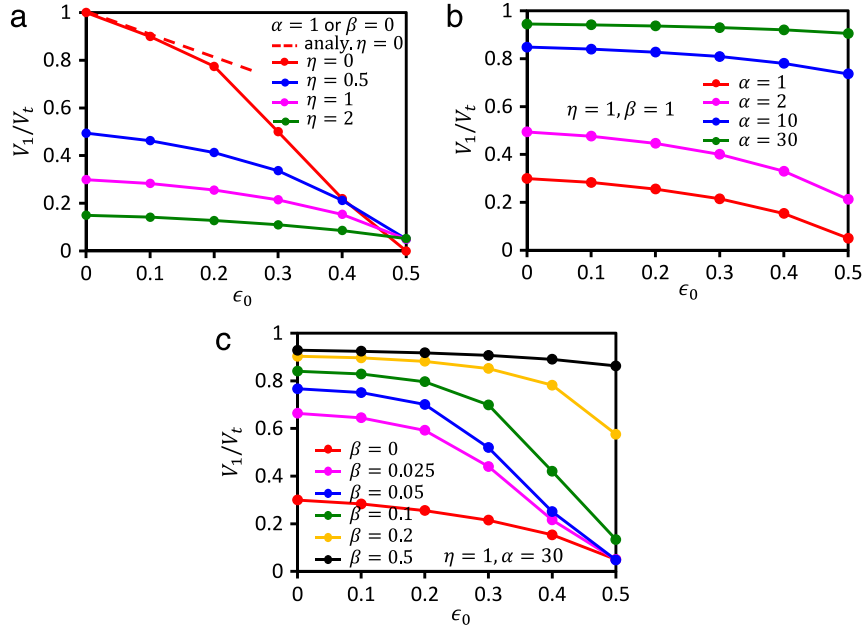 a
α = 1 or β = 0
analy. η = 0
η = 0
η = 0.5
η = 1
η = 2
V₁/Vₜ
1
0.8
0.6
0.4
0.2
0
0 0.1 0.2 0.3 0.4 0.5
ϵ₀
b
V₁/Vₜ
1
0.8
0.6
0.4
0.2
0
η = 1, β = 1
α = 1
α = 2
α = 10
α = 30
0 0.1 0.2 0.3 0.4 0.5
ϵ₀
c
V₁/Vₜ
1
0.8
0.6
0.4
0.2
0
β = 0
β = 0.025
β = 0.05
β = 0.1
β = 0.2
β = 0.5
η = 1, α = 30
0 0.1 0.2 0.3 0.4 0.5
ϵ₀